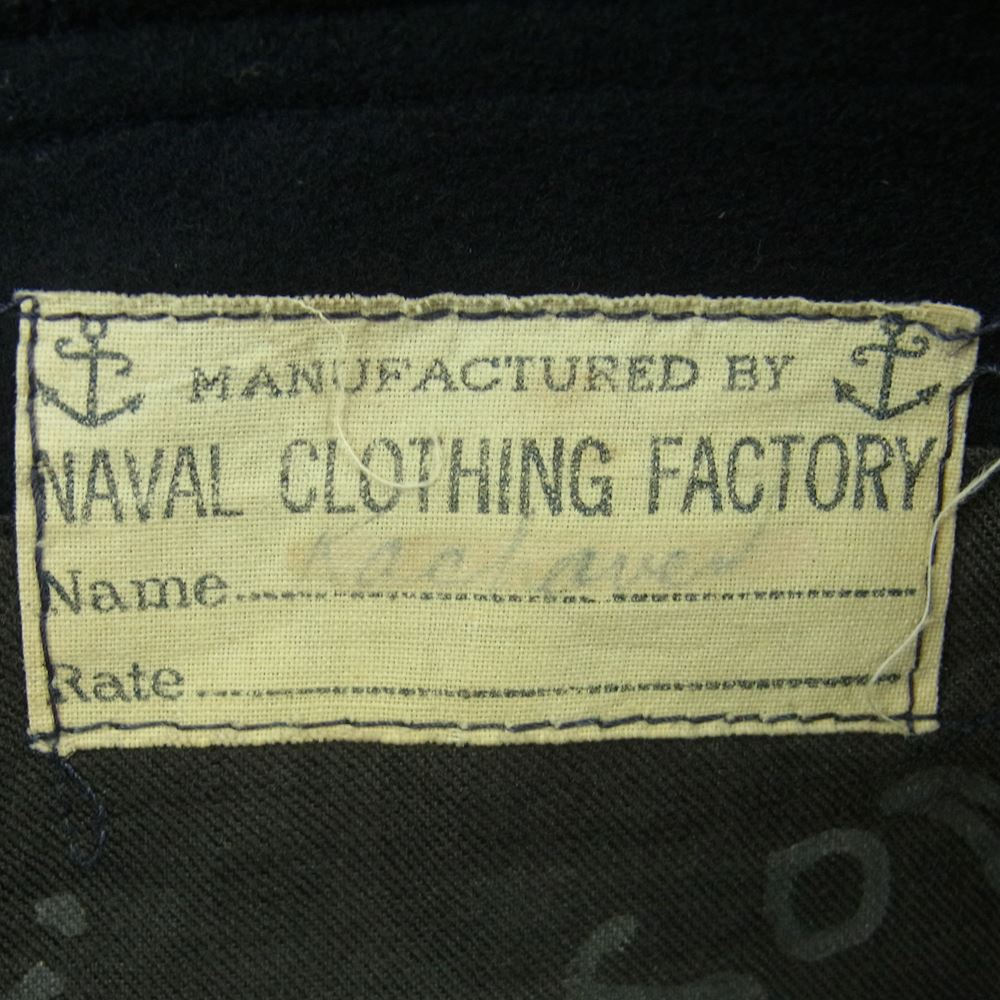 MANUFACTURED BY
NAVAL CLOTHING FACTORY
Name
Rate